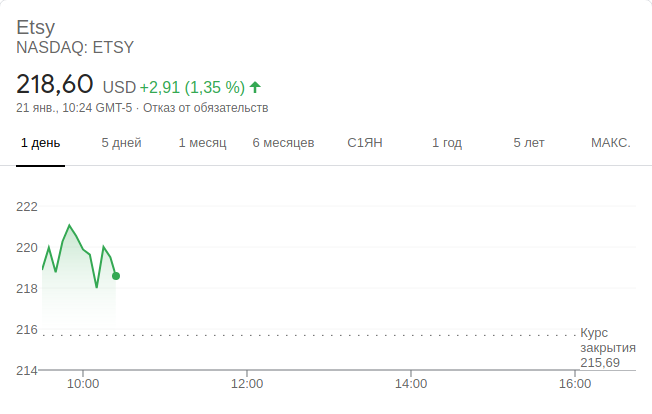 Etsy
NASDAQ: ETSY
218,60 USD +2,91 (1,35 %)
21 янв., 10:24 GMT-5 · Отказ от обязательств
1 день 5 дней 1 месяц 6 месяцев С1ЯН 1 год 5 лет МАКС.
222
220
218
216
Курс
закрытия
215,69
214
10:00 12:00 14:00 16:00